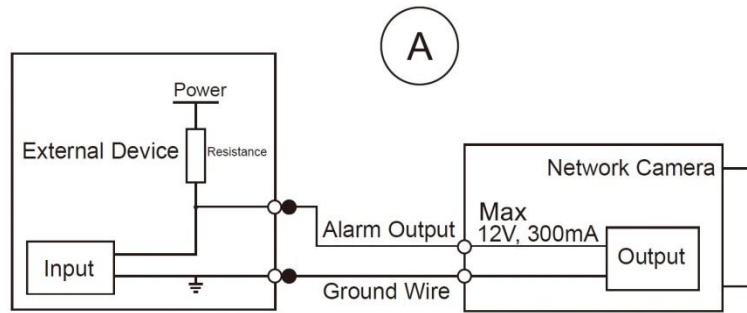 A
Power
External Device
Resistance
Network Camera
Max
12V, 300mA
Alarm Output
Input
Output
Ground Wire